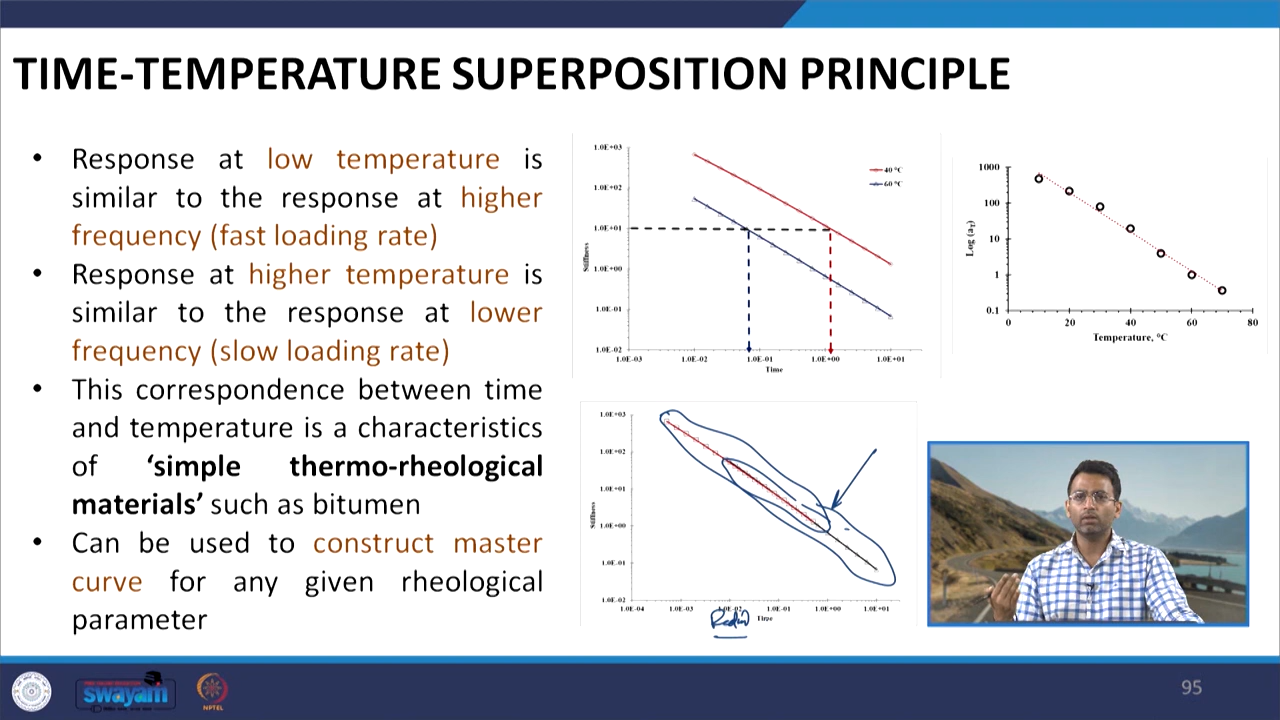 TIME-TEMPERATURE SUPERPOSITION PRINCIPLE
• Response at low temperature is
similar to the response at higher
frequency (fast loading rate)
• Response at higher temperature is
similar to the response at lower
frequency (slow loading rate)
• This correspondence between time
and temperature is a characteristics
of ‘simple thermo-rheological
materials’ such as bitumen
• Can be used to construct master
curve for any given rheological
parameter
1.0E+03
1.0E+02
1.0E+01
1.0E+00
1.0E-01
1.0E-02
Stiffness
40 °C
60 °C
1.0E-03 1.0E-02 1.0E-01 1.0E+00 1.0E+01
Time
1000
100
10
1
0.1
Log (aT)
0 20 40 60 80
Temperature, °C
1.0E+03
1.0E+02
1.0E+01
1.0E+00
1.0E-01
1.0E-02
Stiffness
1.0E-04 1.0E-03 1.0E-02 1.0E-01 1.0E+00 1.0E+01
Time
swayam
NPTEL
95